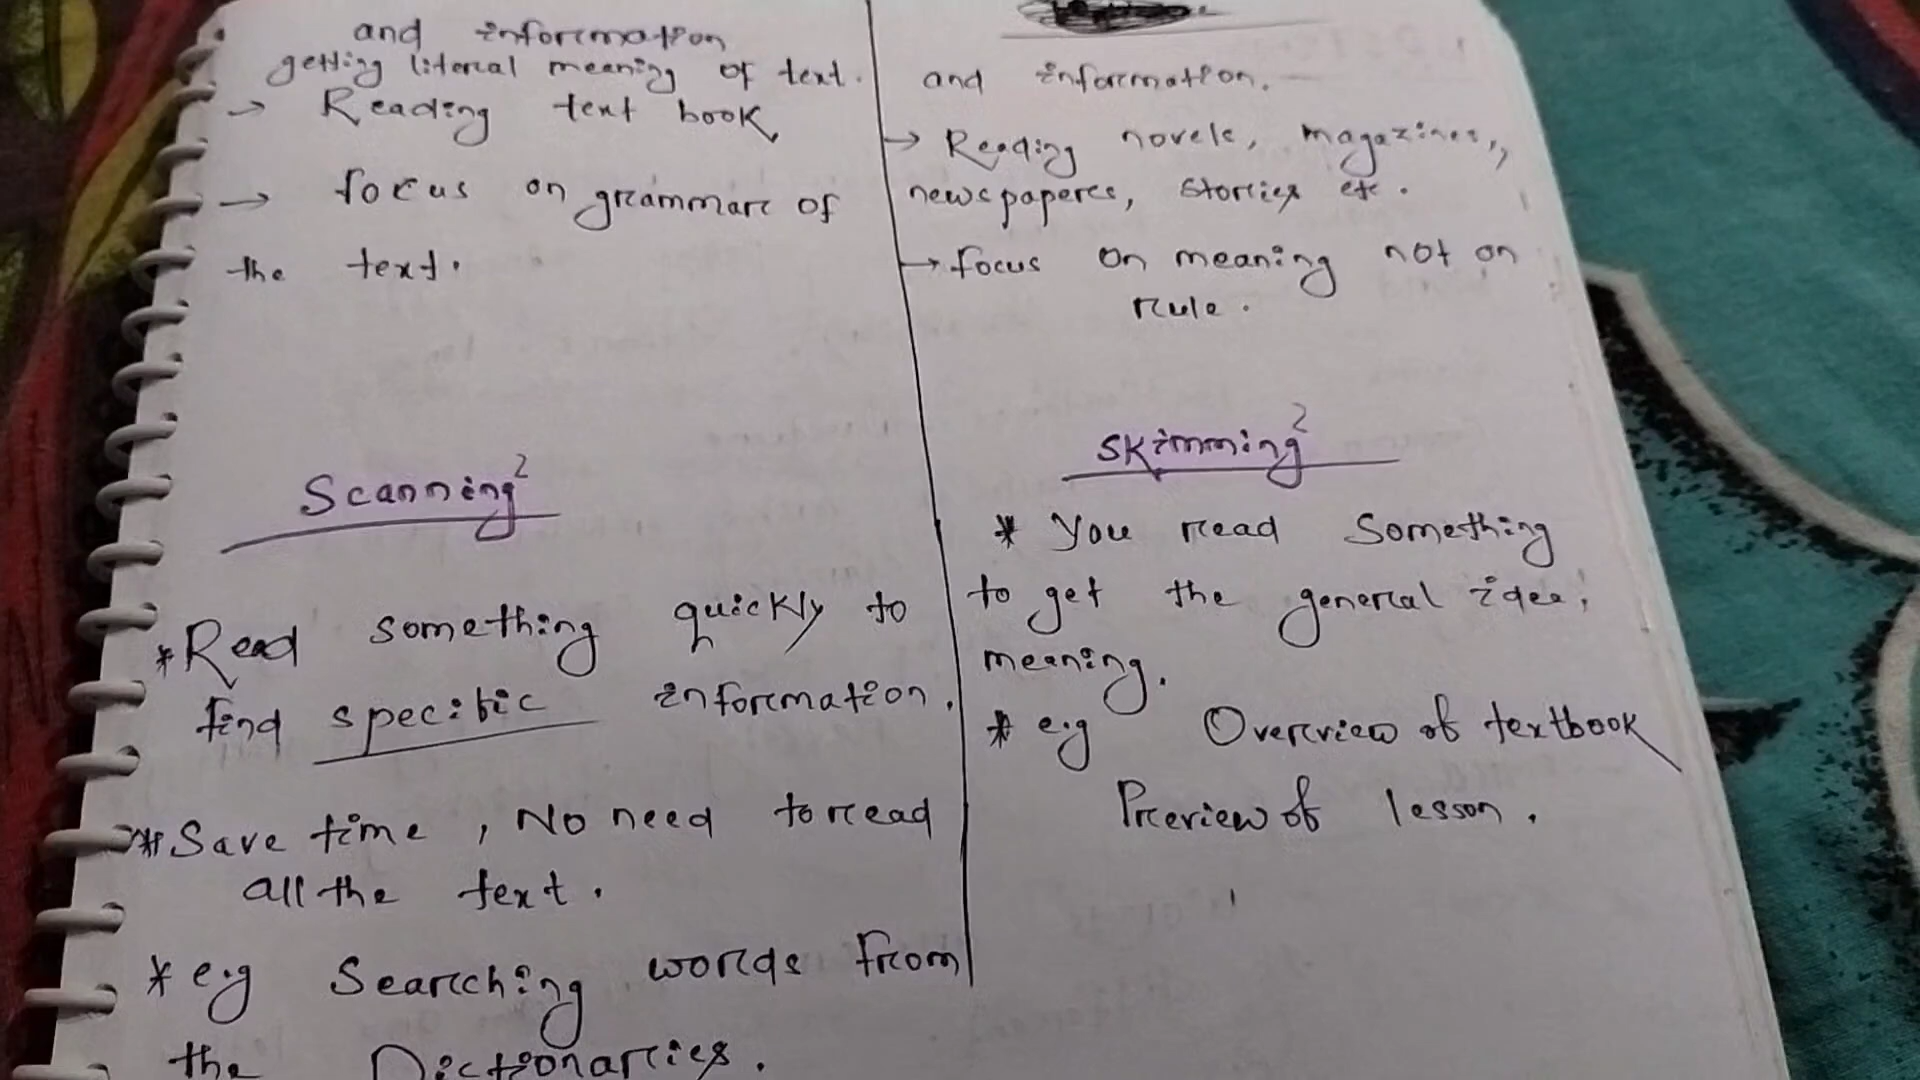 and information
getting literal meaning of text.
→ Reading text book
→ focus on grammar of
the text.
and information.
→ Reading novels, magazines,,
newspapers, stories etc.
→ focus on meaning not on
rule.
Scanning2
*Read something quickly to
find specific information.
* Save time, No need to read
all the text.
* e.g Searching words from
the Dictionaries.
Skimming2
* You read Something
to get the general idea,
meaning.
* e.g Overview of textbook
Preview of lesson.